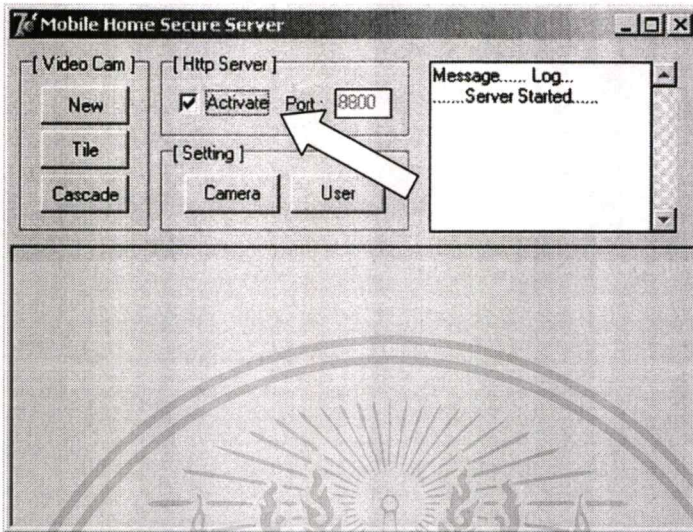 Mobile Home Secure Server
[ Video Cam ]
New
Tile
Cascade
[ Http Server ]
Activate
Port :
8800
[ Setting ]
Camera
User
Message...... Log...
.......Server Started......